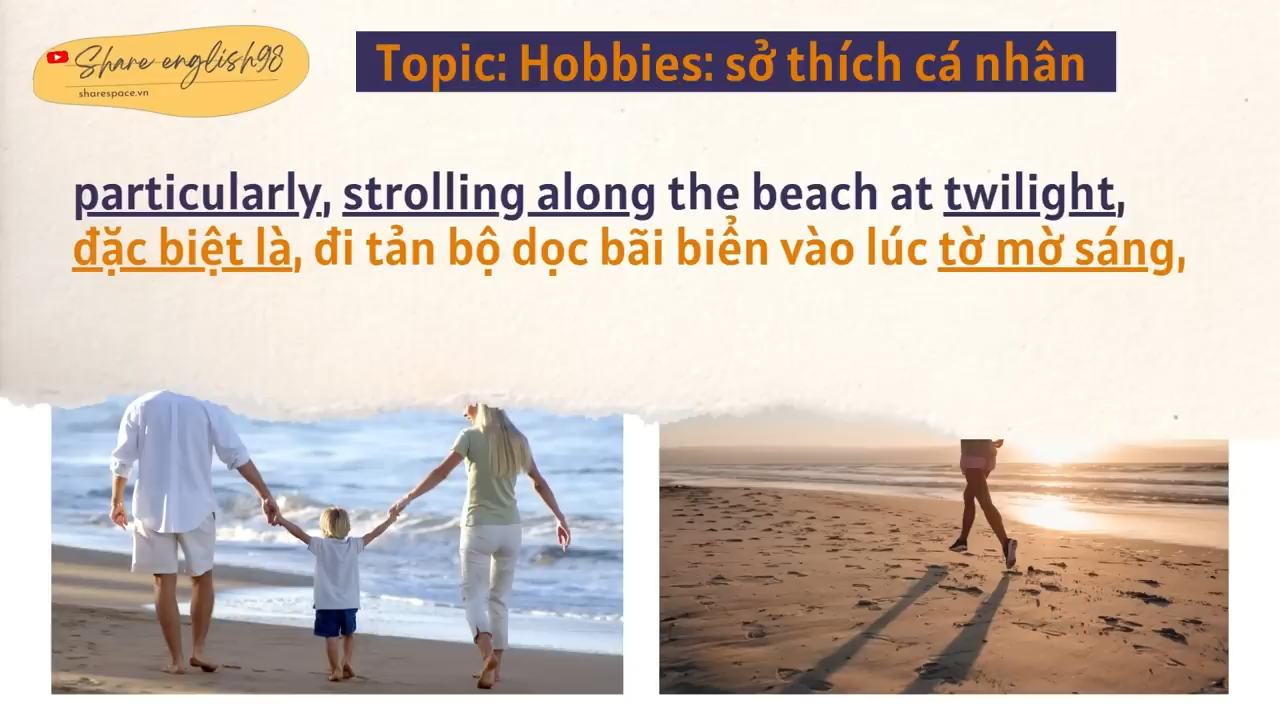 Share english98
sharespace.vn
Topic: Hobbies: sở thích cá nhân
particularly, strolling along the beach at twilight,
đặc biệt là, đi tản bộ dọc bãi biển vào lúc tờ mờ sáng,